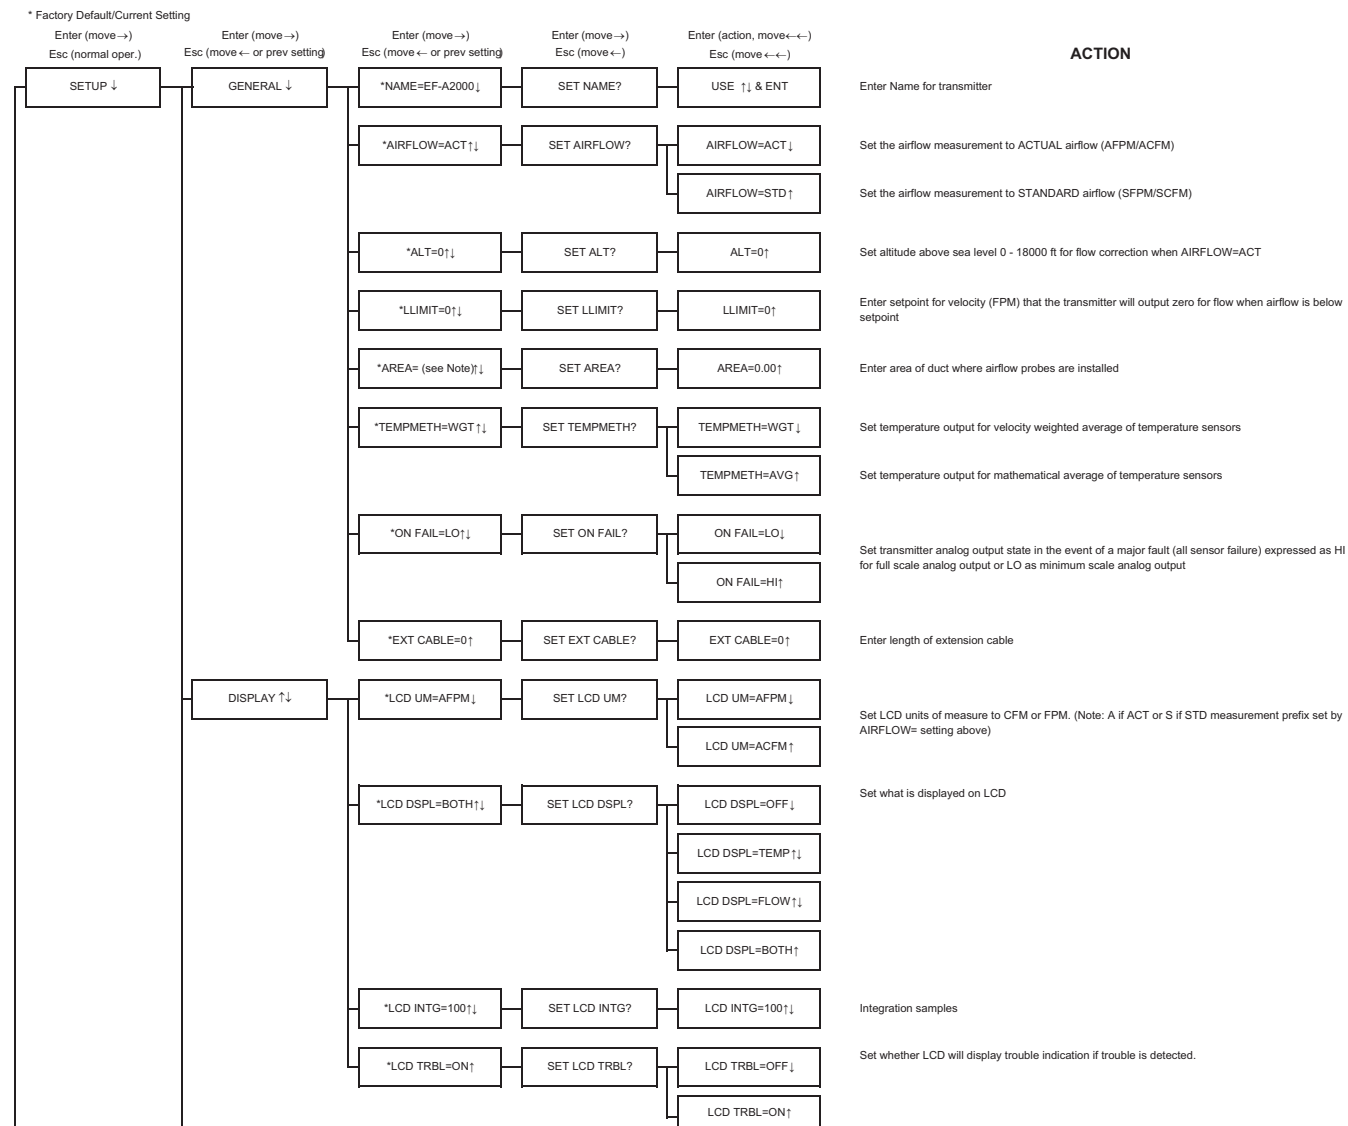 * Factory Default/Current Setting
Enter (move→)
Esc (normal oper.)
Enter (move→)
Esc (move← or prev setting)
Enter (move→)
Esc (move← or prev setting)
Enter (move→)
Esc (move←)
Enter (action, move←←)
Esc (move←←)
ACTION
SETUP ↓
GENERAL ↓
*NAME=EF-A2000↓
SET NAME?
USE ↑↓ & ENT
Enter Name for transmitter
*AIRFLOW=ACT↑↓
SET AIRFLOW?
AIRFLOW=ACT↓
Set the airflow measurement to ACTUAL airflow (AFPM/ACFM)
AIRFLOW=STD↑
Set the airflow measurement to STANDARD airflow (SFPM/SCFM)
*ALT=0↑↓
SET ALT?
ALT=0↑
Set altitude above sea level 0 - 18000 ft for flow correction when AIRFLOW=ACT
*LLIMIT=0↑↓
SET LLIMIT?
LLIMIT=0↑
Enter setpoint for velocity (FPM) that the transmitter will output zero for flow when airflow is below
setpoint
*AREA= (see Note)↑↓
SET AREA?
AREA=0.00↑
Enter area of duct where airflow probes are installed
*TEMPMETH=WGT↑↓
SET TEMPMETH?
TEMPMETH=WGT↓
Set temperature output for velocity weighted average of temperature sensors
TEMPMETH=AVG↑
Set temperature output for mathematical average of temperature sensors
*ON FAIL=LO↑↓
SET ON FAIL?
ON FAIL=LO↓
Set transmitter analog output state in the event of a major fault (all sensor failure) expressed as HI
for full scale analog output or LO as minimum scale analog output
ON FAIL=HI↑
*EXT CABLE=0↑
SET EXT CABLE?
EXT CABLE=0↑
Enter length of extension cable
DISPLAY ↑↓
*LCD UM=AFPM↓
SET LCD UM?
LCD UM=AFPM↓
Set LCD units of measure to CFM or FPM. (Note: A if ACT or S if STD measurement prefix set by
AIRFLOW= setting above)
LCD UM=ACFM↑
*LCD DSPL=BOTH↑↓
SET LCD DSPL?
LCD DSPL=OFF↓
Set what is displayed on LCD
LCD DSPL=TEMP↑↓
LCD DSPL=FLOW↑↓
LCD DSPL=BOTH↑
*LCD INTG=100↑↓
SET LCD INTG?
LCD INTG=100↑↓
Integration samples
*LCD TRBL=ON↑
SET LCD TRBL?
LCD TRBL=OFF↓
Set whether LCD will display trouble indication if trouble is detected.
LCD TRBL=ON↑